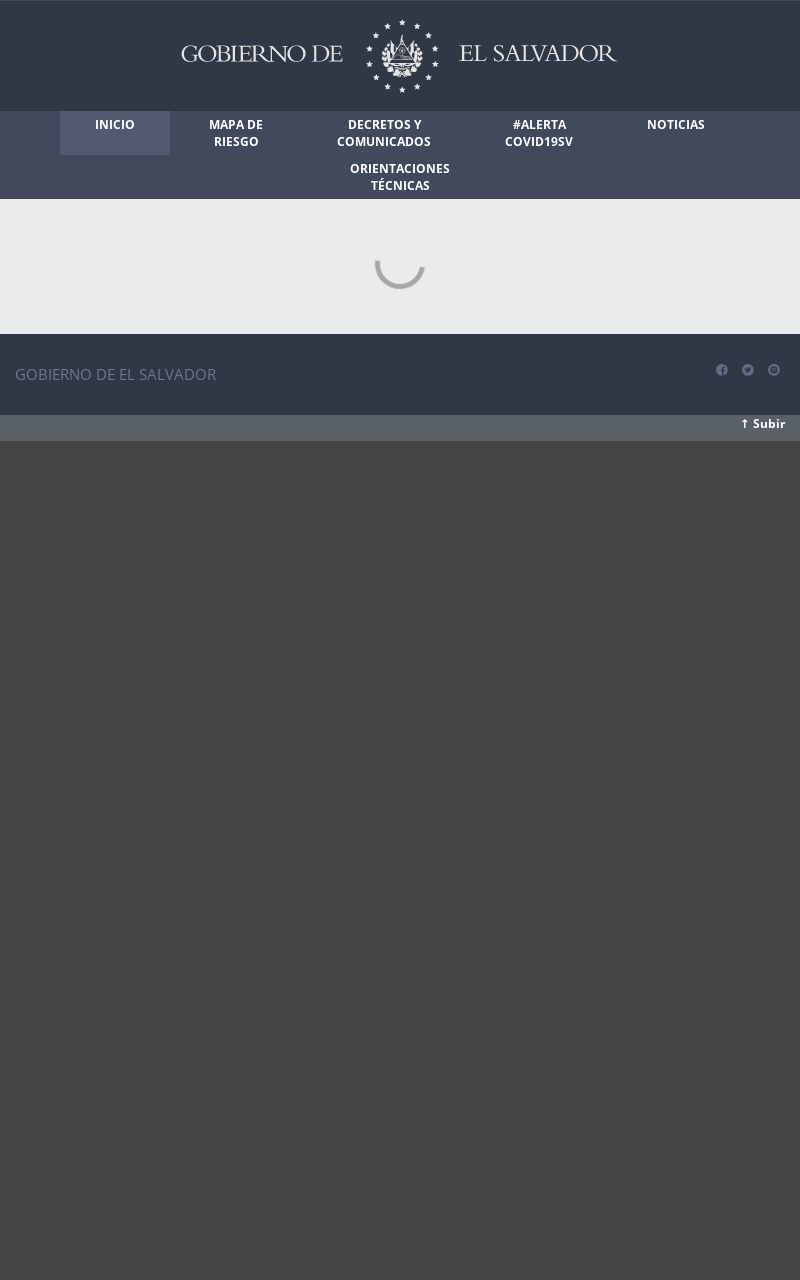 GOBIERNO DE EL SALVADOR
INICIO
MAPA DE
RIESGO
DECRETOS Y
COMUNICADOS
#ALERTA
COVID19SV
NOTICIAS
ORIENTACIONES
TÉCNICAS
GOBIERNO DE EL SALVADOR
↑ Subir